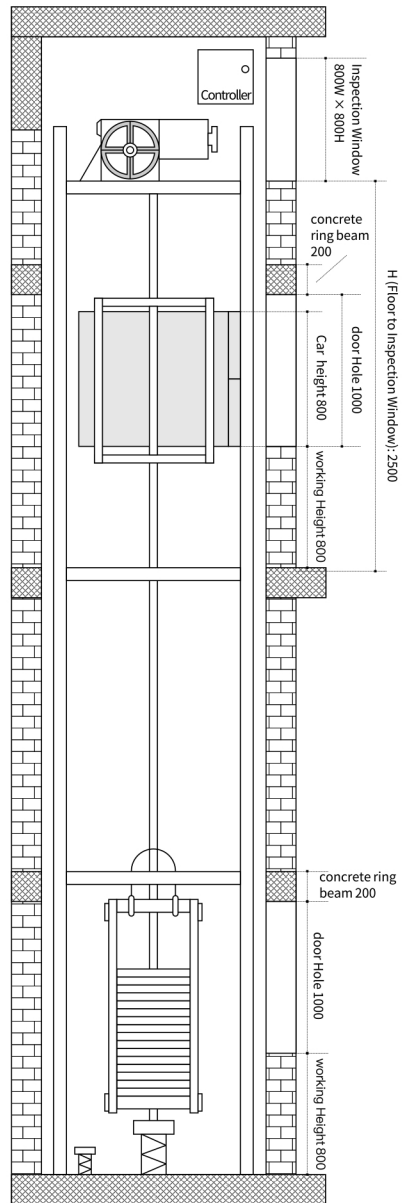 Controller
Inspection Window
800W × 800H
concrete
ring beam
200
H (Floor to Inspection Window): 2500
door Hole 1000
Car height 800
working Height 800
concrete ring
beam 200
door Hole 1000
working Height 800